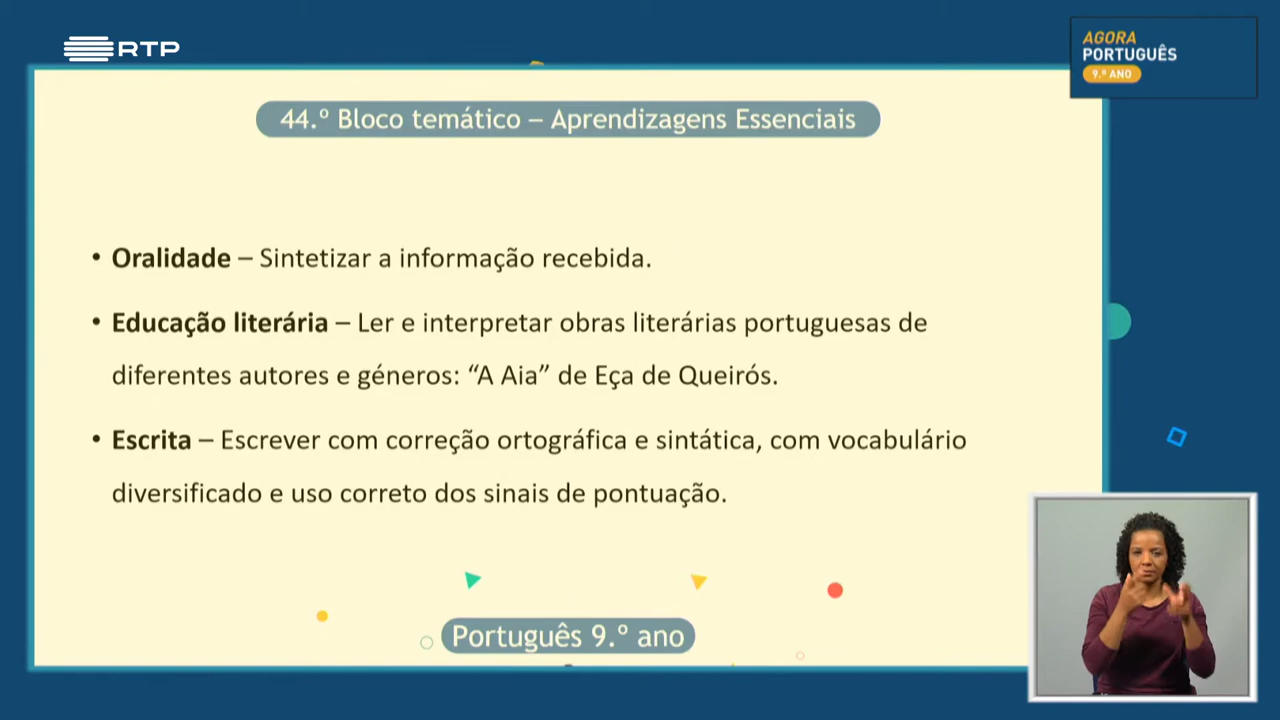 RTP
AGORA
PORTUGUÊS
9.º ANO
44.º Bloco temático – Aprendizagens Essenciais
• Oralidade – Sintetizar a informação recebida.
• Educação literária – Ler e interpretar obras literárias portuguesas de
diferentes autores e géneros: “A Aia” de Eça de Queirós.
• Escrita – Escrever com correção ortográfica e sintática, com vocabulário
diversificado e uso correto dos sinais de pontuação.
Português 9.º ano